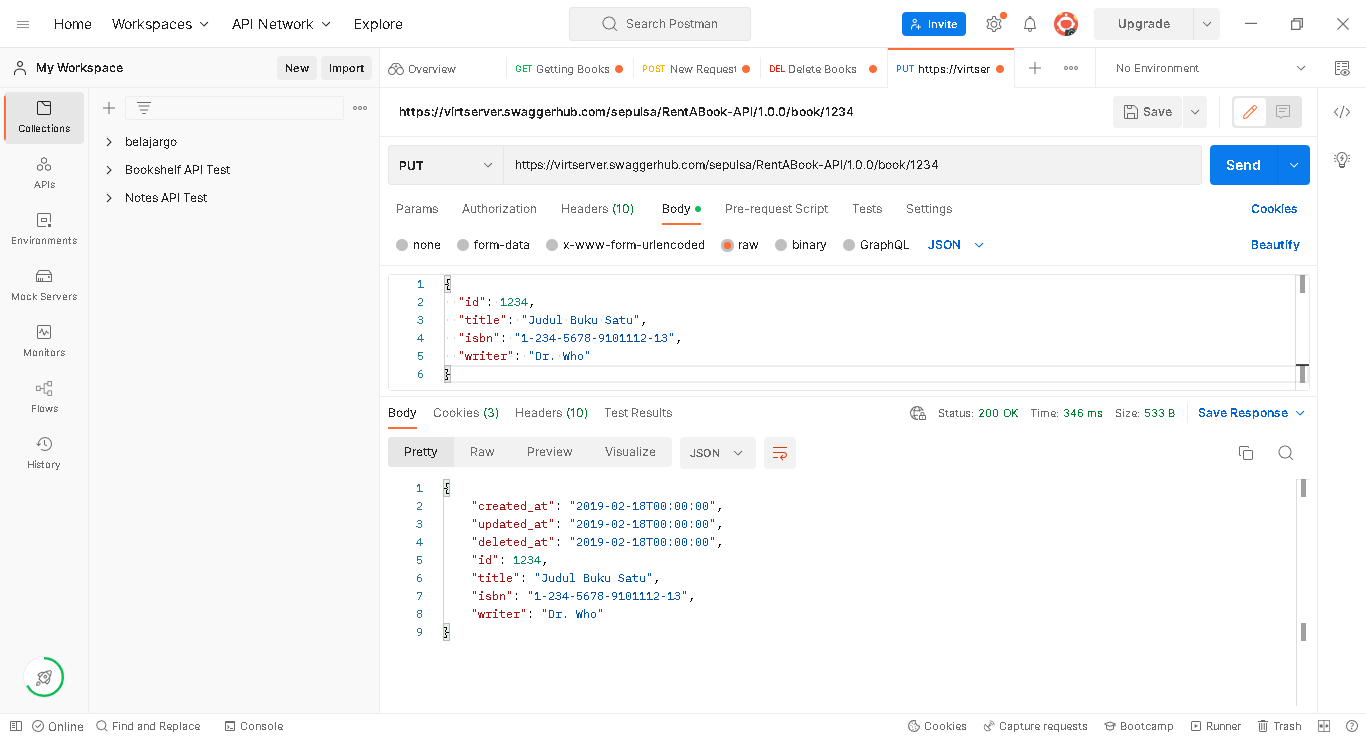 Home Workspaces API Network Explore Search Postman Invite Upgrade
My Workspace New Import Overview GET Getting Books POST New Request DEL Delete Books PUT https://virtser No Environment
https://virtserver.swaggerhub.com/sepulsa/RentABook-API/1.0.0/book/1234 Save
Collections
belajargo
Bookshelf API Test
Notes API Test
APIs
Environments
Mock Servers
Monitors
Flows
History
PUT https://virtserver.swaggerhub.com/sepulsa/RentABook-API/1.0.0/book/1234 Send
Params Authorization Headers (10) Body Pre-request Script Tests Settings Cookies
none form-data x-www-form-urlencoded raw binary GraphQL JSON Beautify
1 {
2 "id": 1234,
3 "title": "Judul Buku Satu",
4 "isbn": "1-234-5678-9101112-13",
5 "writer": "Dr. Who"
6 }
Body Cookies (3) Headers (10) Test Results Status: 200 OK Time: 346 ms Size: 533 B Save Response
Pretty Raw Preview Visualize JSON
1 {
2 "created_at": "2019-02-18T00:00:00",
3 "updated_at": "2019-02-18T00:00:00",
4 "deleted_at": "2019-02-18T00:00:00",
5 "id": 1234,
6 "title": "Judul Buku Satu",
7 "isbn": "1-234-5678-9101112-13",
8 "writer": "Dr. Who"
9 }
Online Find and Replace Console Cookies Capture requests Bootcamp Runner Trash